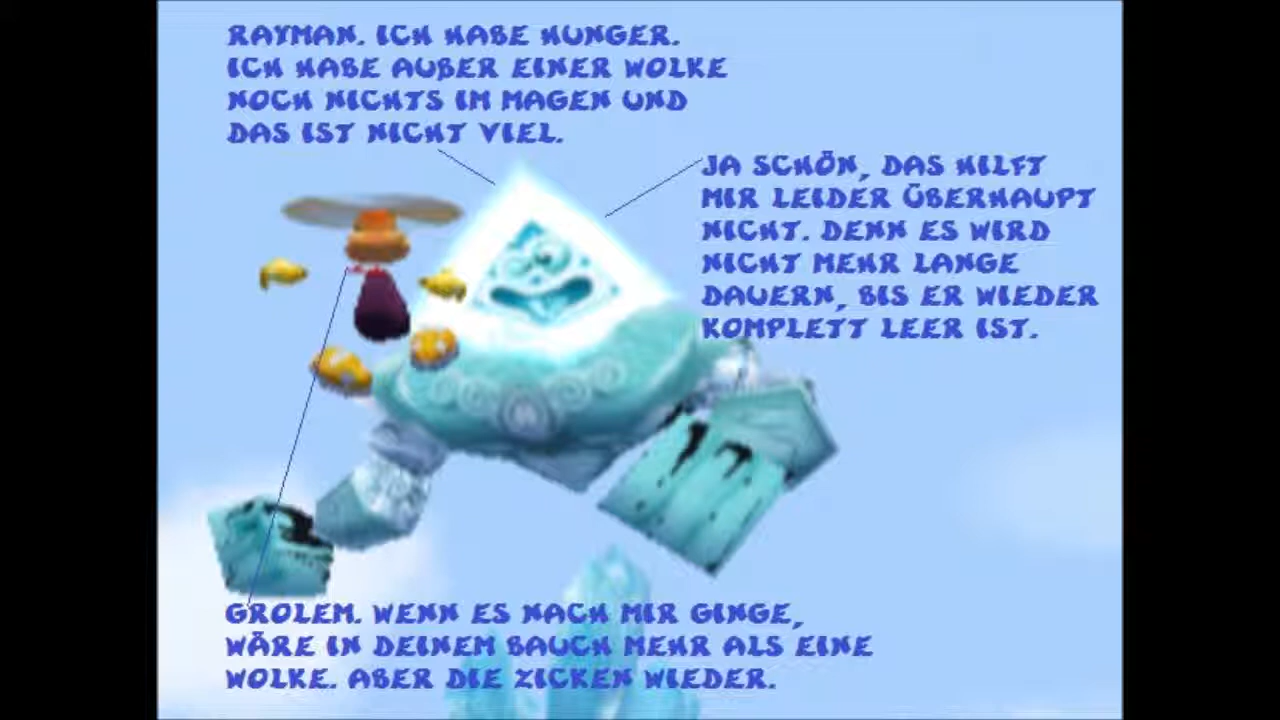 RAYMAN. ICH HABE HUNGER.
ICH HABE AUßER EINER WOLKE
NOCH NICHTS IM MAGEN UND
DAS IST NICHT VIEL.
JA SCHÖN, DAS HILFT
MIR LEIDER ÜBERHAUPT
NICHT. DENN ES WIRD
NICHT MEHR LANGE
DAUERN, BIS ER WIEDER
KOMPLETT LEER IST.
GROLEM. WENN ES NACH MIR GINGE,
WÄRE IN DEINEM BAUCH MEHR ALS EINE
WOLKE. ABER DIE ZICKEN WIEDER.